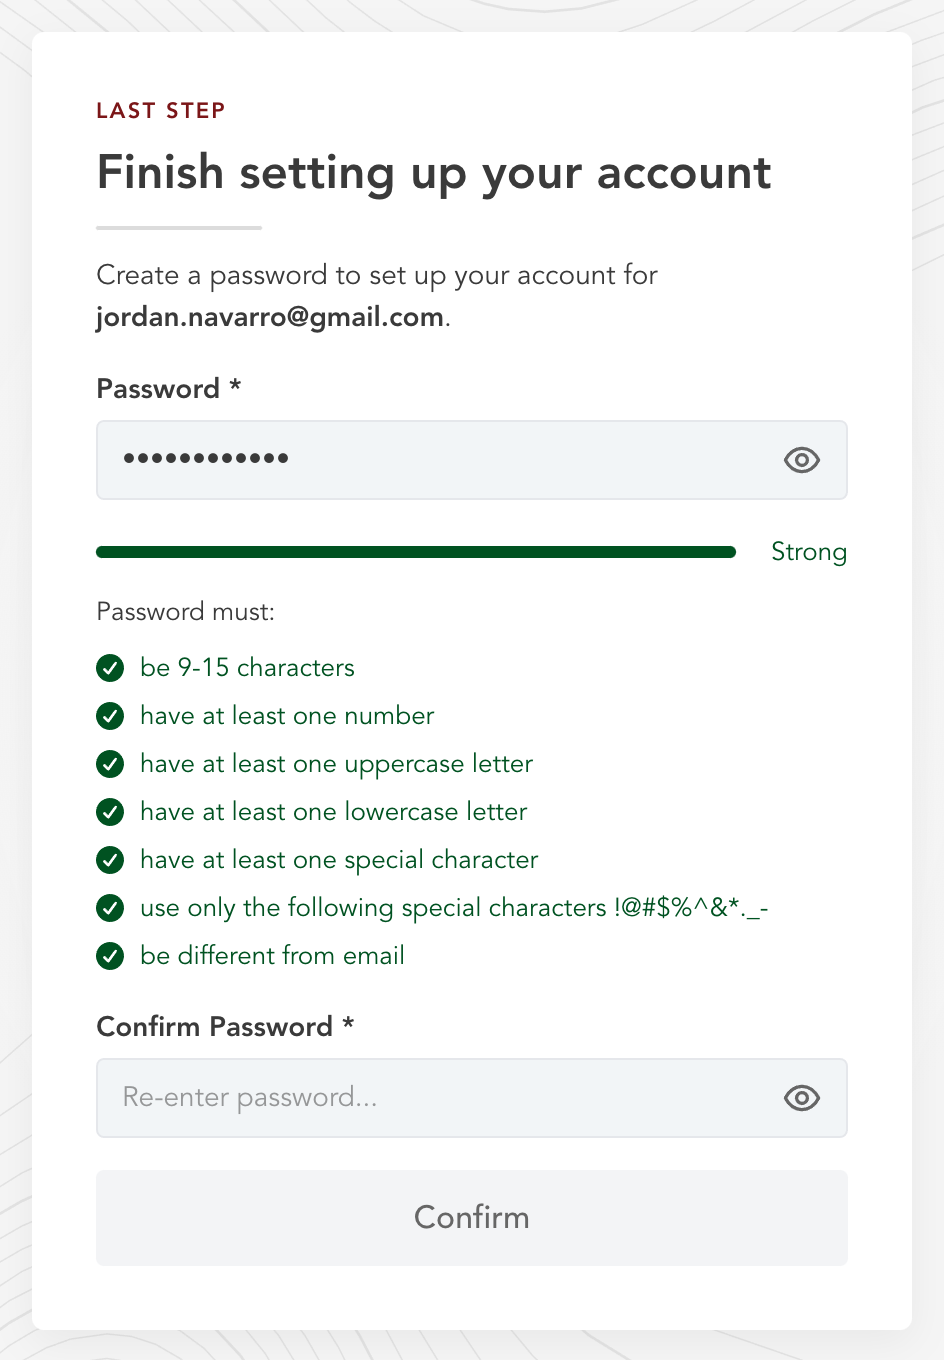 LAST STEP
Finish setting up your account
Create a password to set up your account for
jordan.navarro@gmail.com.
Password *
••••••••••••
Strong
Password must:
be 9-15 characters
have at least one number
have at least one uppercase letter
have at least one lowercase letter
have at least one special character
use only the following special characters !@#$%^&*._-
be different from email
Confirm Password *
Re-enter password...
Confirm